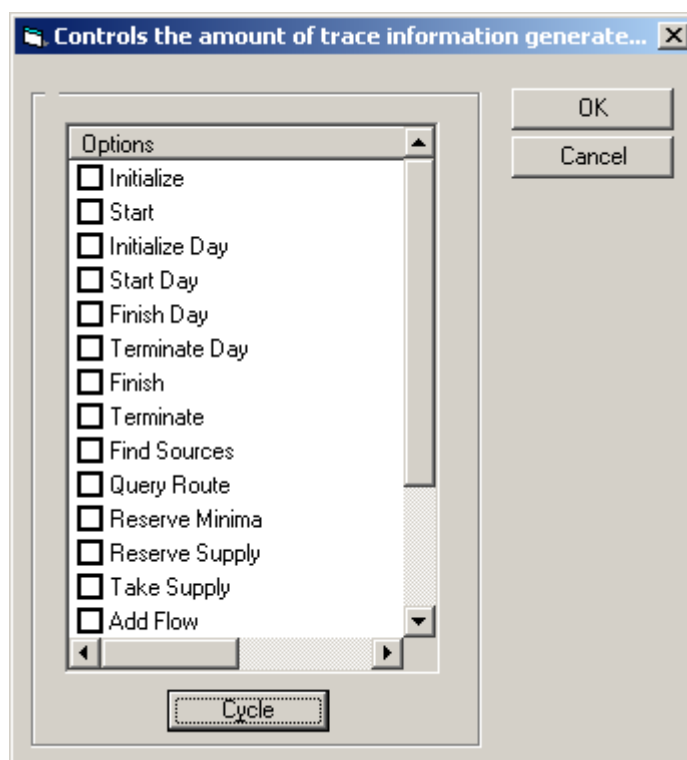 Controls the amount of trace information generate...
OK
Cancel
Options
Initialize
Start
Initialize Day
Start Day
Finish Day
Terminate Day
Finish
Terminate
Find Sources
Query Route
Reserve Minima
Reserve Supply
Take Supply
Add Flow
Cycle